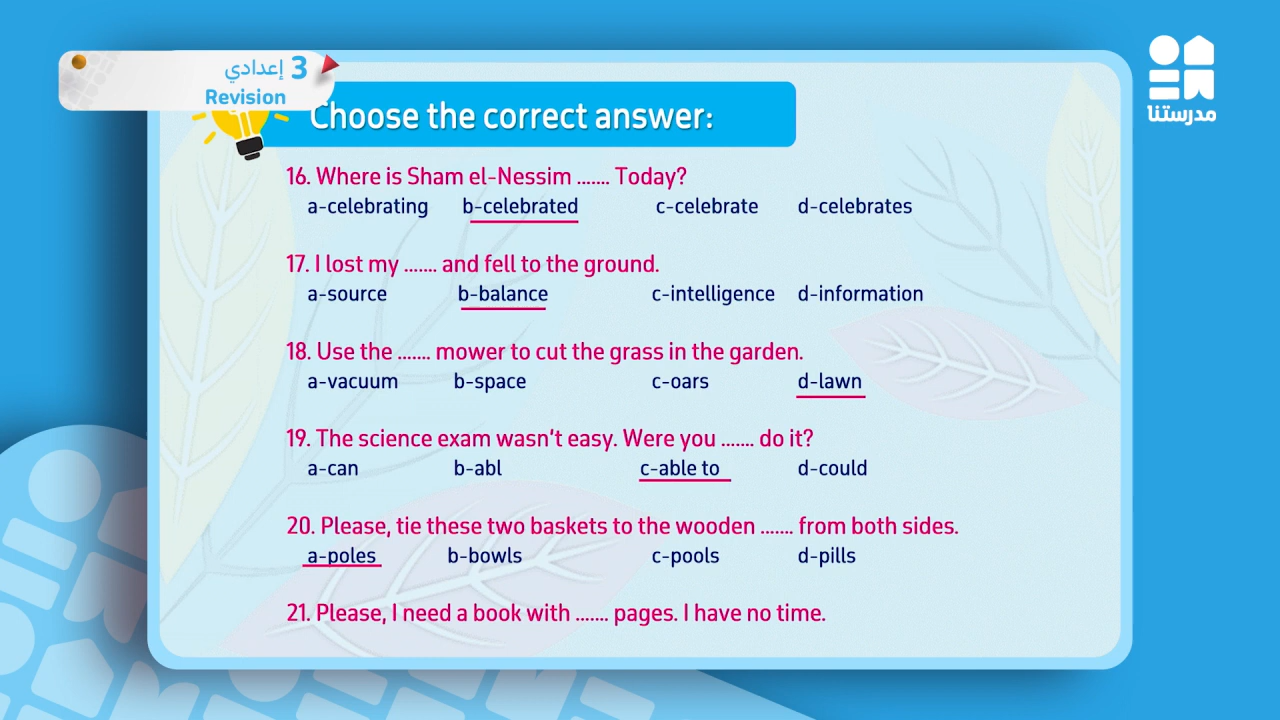 3 إعدادي
Revision
مدرستنا
Choose the correct answer:
16. Where is Sham el-Nessim ....... Today?
a-celebrating b-celebrated c-celebrate d-celebrates
17. I lost my ....... and fell to the ground.
a-source b-balance c-intelligence d-information
18. Use the ....... mower to cut the grass in the garden.
a-vacuum b-space c-oars d-lawn
19. The science exam wasn't easy. Were you ....... do it?
a-can b-abl c-able to d-could
20. Please, tie these two baskets to the wooden ....... from both sides.
a-poles b-bowls c-pools d-pills
21. Please, I need a book with ....... pages. I have no time.